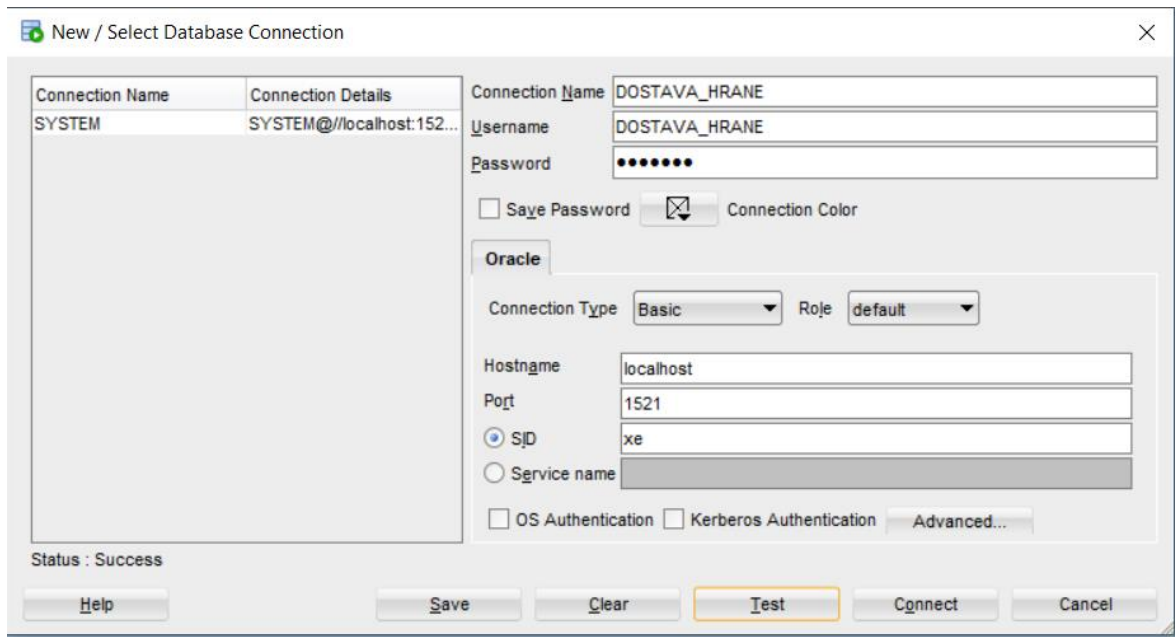 New / Select Database Connection
Connection Name Connection Details
SYSTEM SYSTEM@//localhost:152...
Connection Name DOSTAVA_HRANE
Username DOSTAVA_HRANE
Password •••••••
Save Password Connection Color
Oracle
Connection Type Basic Role default
Hostname localhost
Port 1521
SID xe
Service name
OS Authentication Kerberos Authentication Advanced...
Status : Success
Help Save Clear Test Connect Cancel